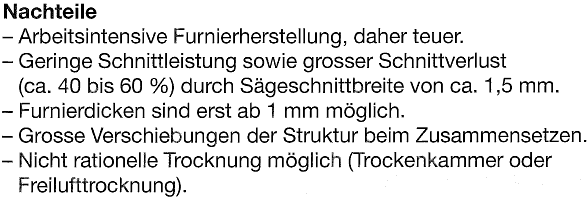 Nachteile
– Arbeitsintensive Furnierherstellung, daher teuer.
– Geringe Schnittleistung sowie grosser Schnittverlust
(ca. 40 bis 60 %) durch Sägeschnittbreite von ca. 1,5 mm.
– Furnierdicken sind erst ab 1 mm möglich.
– Grosse Verschiebungen der Struktur beim Zusammensetzen.
– Nicht rationelle Trocknung möglich (Trockenkammer oder
Freilufttrocknung).